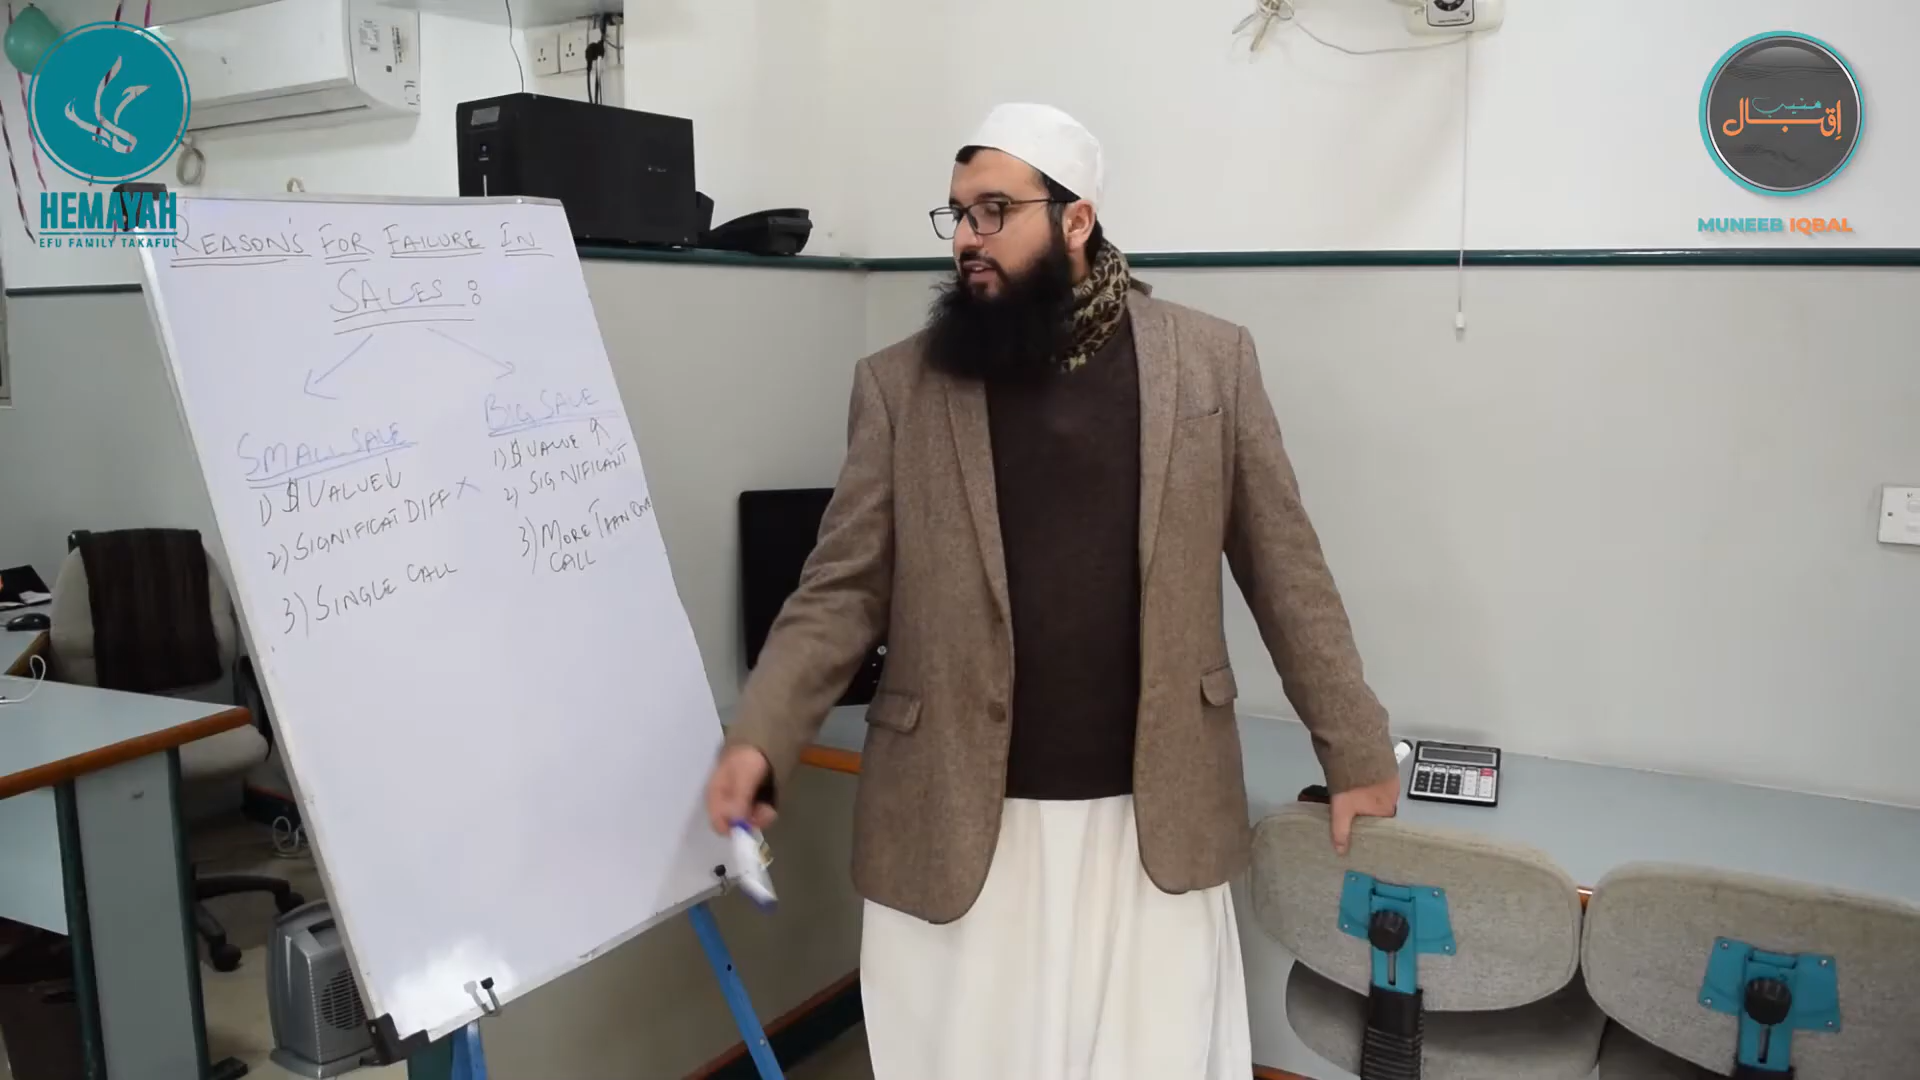 HEMAYAH
EFU FAMILY TAKAFUL
منیب
اقبال
MUNEEB IQBAL
REASON'S FOR FAILURE IN
SALES :
SMALL SALE
1) $ VALUE ↓
2) SIGNIFICAT DIFF X
3) SINGLE CALL
BIG SALE
1) $ VALUE ↑
2) SIGNIFICANT
3) MORE THAN ONE
CALL